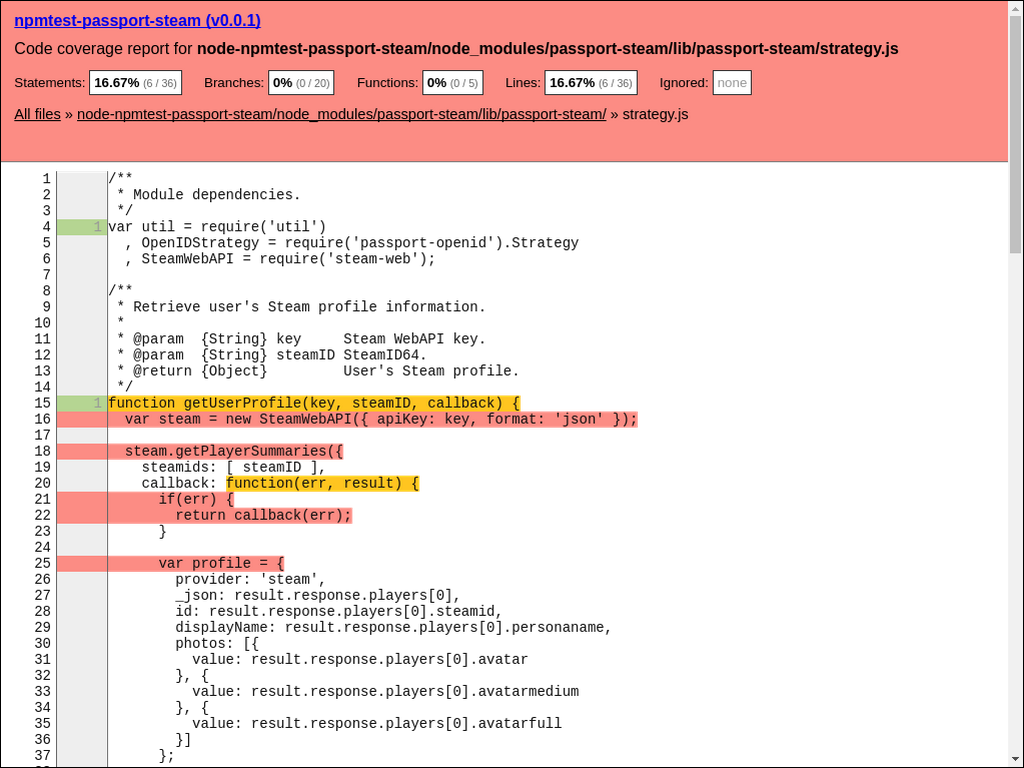 npmtest-passport-steam (v0.0.1)
Code coverage report for node-npmtest-passport-steam/node_modules/passport-steam/lib/passport-steam/strategy.js
Statements: 16.67% (6 / 36) Branches: 0% (0 / 20) Functions: 0% (0 / 5) Lines: 16.67% (6 / 36) Ignored: none
All files » node-npmtest-passport-steam/node_modules/passport-steam/lib/passport-steam/ » strategy.js
1 /**
2  * Module dependencies.
3  */
4 1 var util = require('util')
5   , OpenIDStrategy = require('passport-openid').Strategy
6   , SteamWebAPI = require('steam-web');
7
8 /**
9  * Retrieve user's Steam profile information.
10  *
11  * @param  {String} key     Steam WebAPI key.
12  * @param  {String} steamID SteamID64.
13  * @return {Object}         User's Steam profile.
14  */
15 1 function getUserProfile(key, steamID, callback) {
16   var steam = new SteamWebAPI({ apiKey: key, format: 'json' });
17
18   steam.getPlayerSummaries({
19     steamids: [ steamID ],
20     callback: function(err, result) {
21       if(err) {
22         return callback(err);
23       }
24
25       var profile = {
26         provider: 'steam',
27         _json: result.response.players[0],
28         id: result.response.players[0].steamid,
29         displayName: result.response.players[0].personaname,
30         photos: [{
31           value: result.response.players[0].avatar
32         }, {
33           value: result.response.players[0].avatarmedium
34         }, {
35           value: result.response.players[0].avatarfull
36         }]
37       };